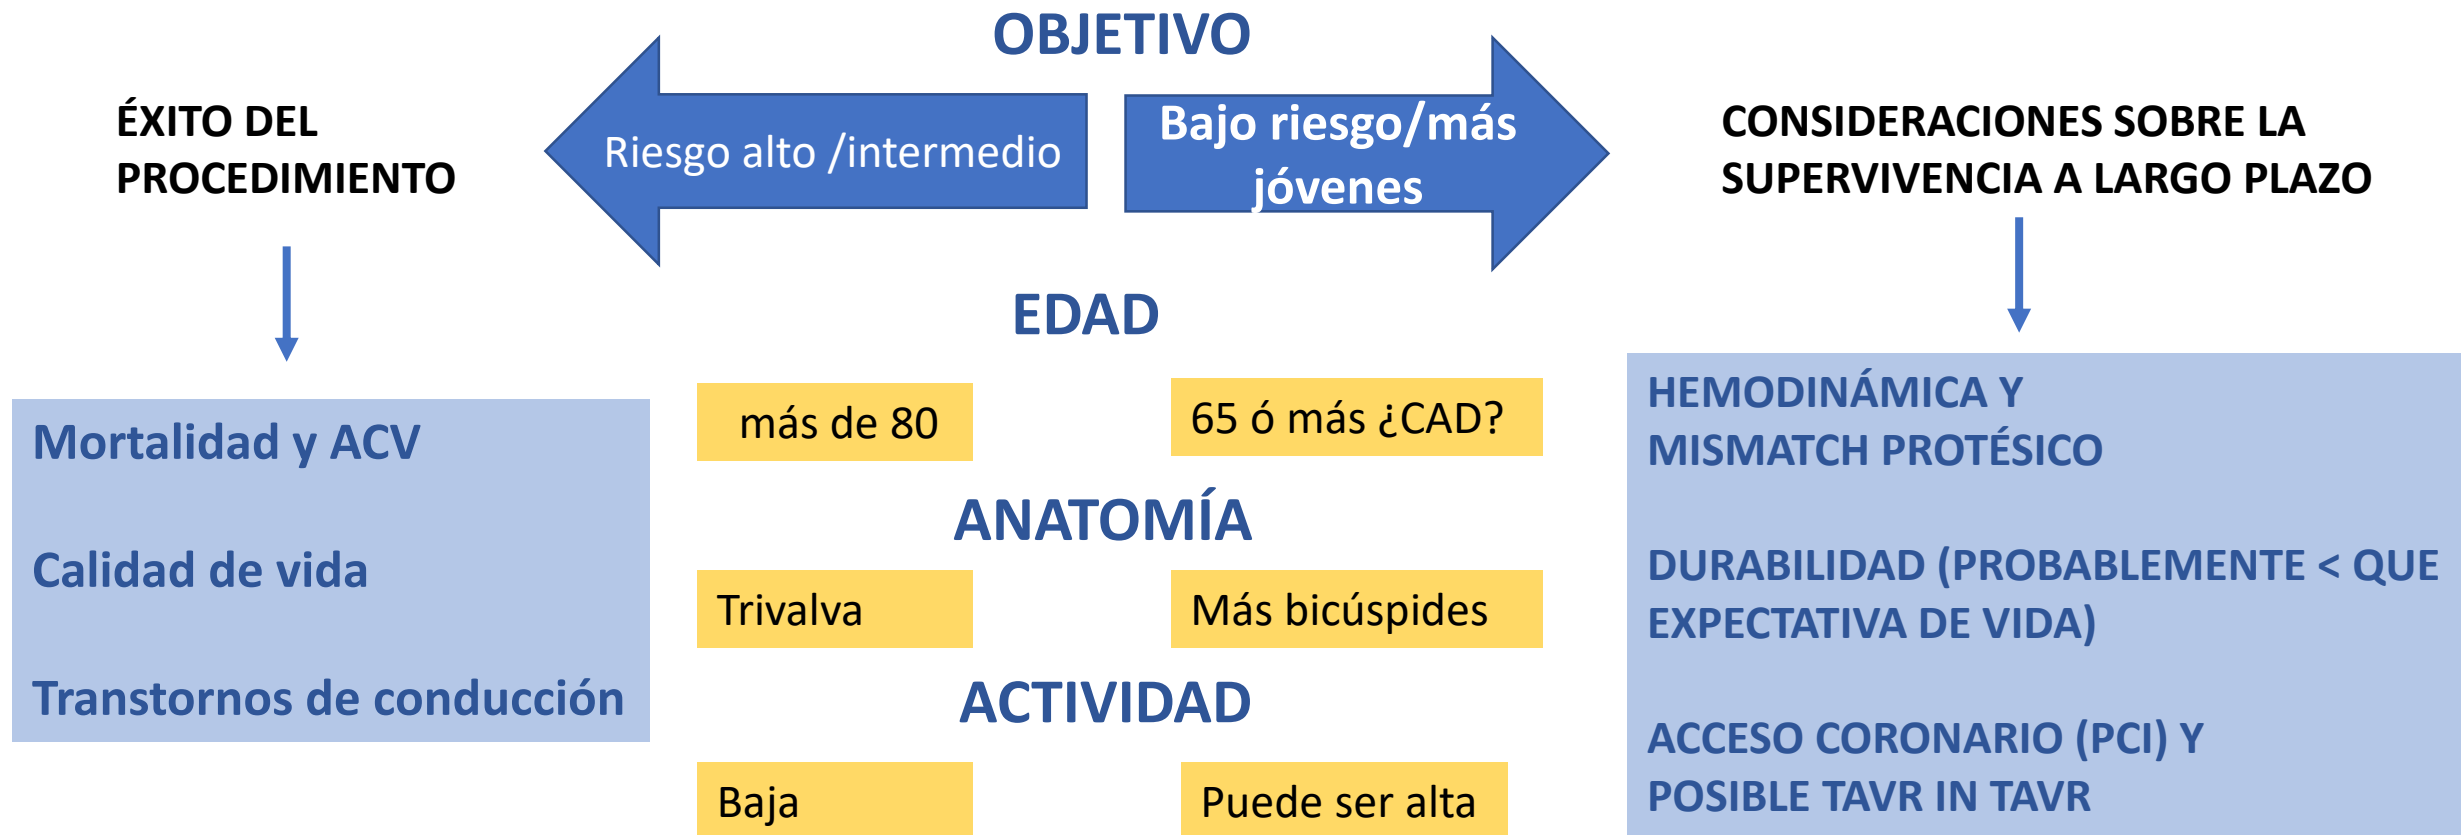 OBJETIVO
ÉXITO DEL
PROCEDIMIENTO
Riesgo alto /intermedio
Bajo riesgo/más
jóvenes
CONSIDERACIONES SOBRE LA
SUPERVIVENCIA A LARGO PLAZO
EDAD
más de 80
65 ó más ¿CAD?
ANATOMÍA
Trivalva
Más bicúspides
ACTIVIDAD
Baja
Puede ser alta
Mortalidad y ACV
Calidad de vida
Transtornos de conducción
HEMODINÁMICA Y
MISMATCH PROTÉSICO
DURABILIDAD (PROBABLEMENTE < QUE
EXPECTATIVA DE VIDA)
ACCESO CORONARIO (PCI) Y
POSIBLE TAVR IN TAVR